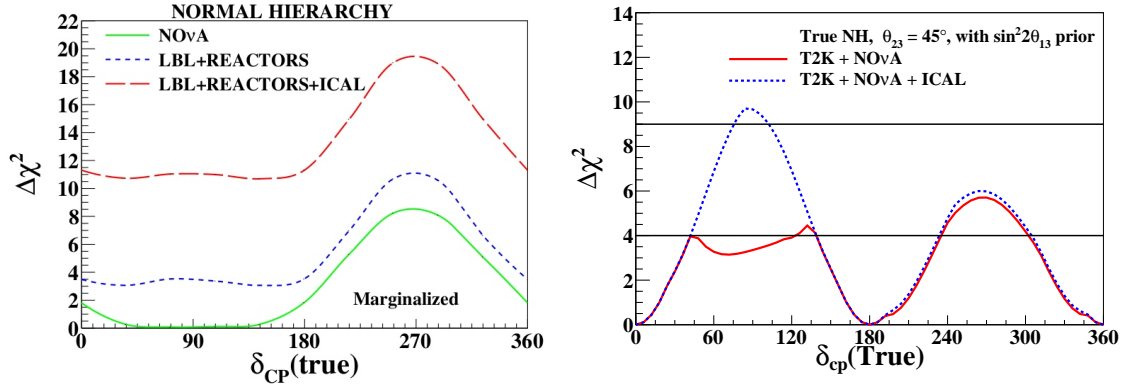 NORMAL HIERARCHY
22
20
18
16
14
12
10
8
6
4
2
0
Δχ²
NOνA
LBL+REACTORS
LBL+REACTORS+ICAL
Marginalized
0 90 180 270 360
δCP(true)
14
12
10
8
6
4
2
0
Δχ²
True NH, θ₂₃ = 45°, with sin²2θ₁₃ prior
T2K + NOνA
T2K + NOνA + ICAL
0 60 120 180 240 300 360
δcp(True)